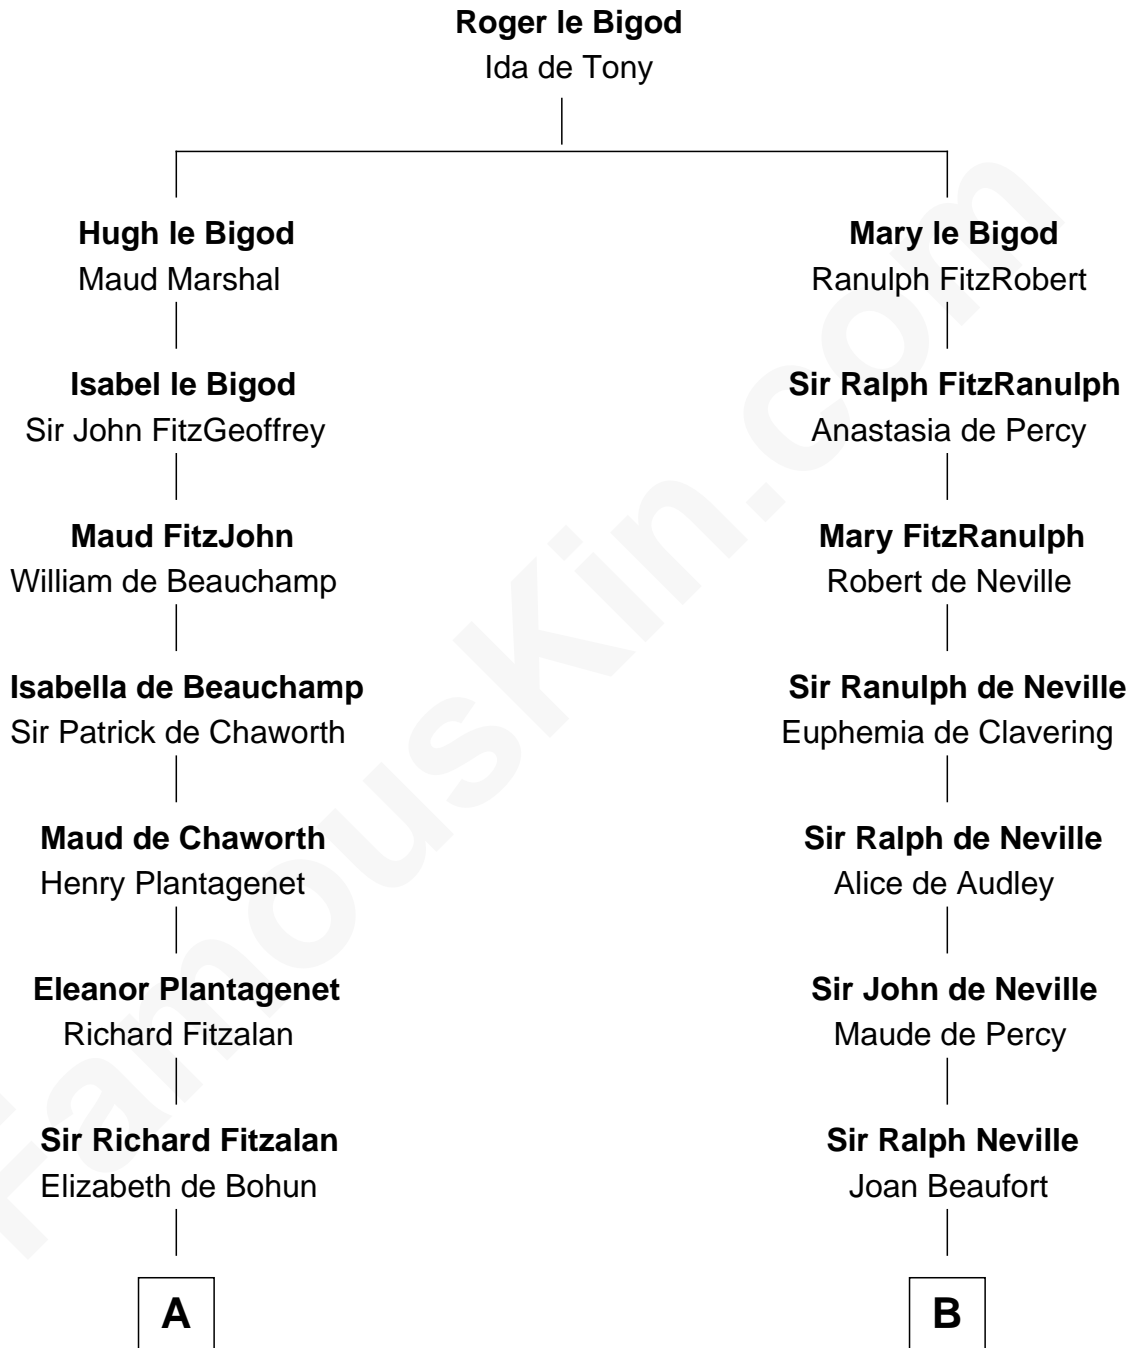 Roger le Bigod
Ida de Tony
Hugh le Bigod
Maud Marshal
Mary le Bigod
Ranulph FitzRobert
Isabel le Bigod
Sir John FitzGeoffrey
Sir Ralph FitzRanulph
Anastasia de Percy
Maud FitzJohn
William de Beauchamp
Mary FitzRanulph
Robert de Neville
Isabella de Beauchamp
Sir Patrick de Chaworth
Sir Ranulph de Neville
Euphemia de Clavering
Maud de Chaworth
Henry Plantagenet
Sir Ralph de Neville
Alice de Audley
Eleanor Plantagenet
Richard Fitzalan
Sir John de Neville
Maude de Percy
Sir Richard Fitzalan
Elizabeth de Bohun
Sir Ralph Neville
Joan Beaufort
A
B
FamousKin.com